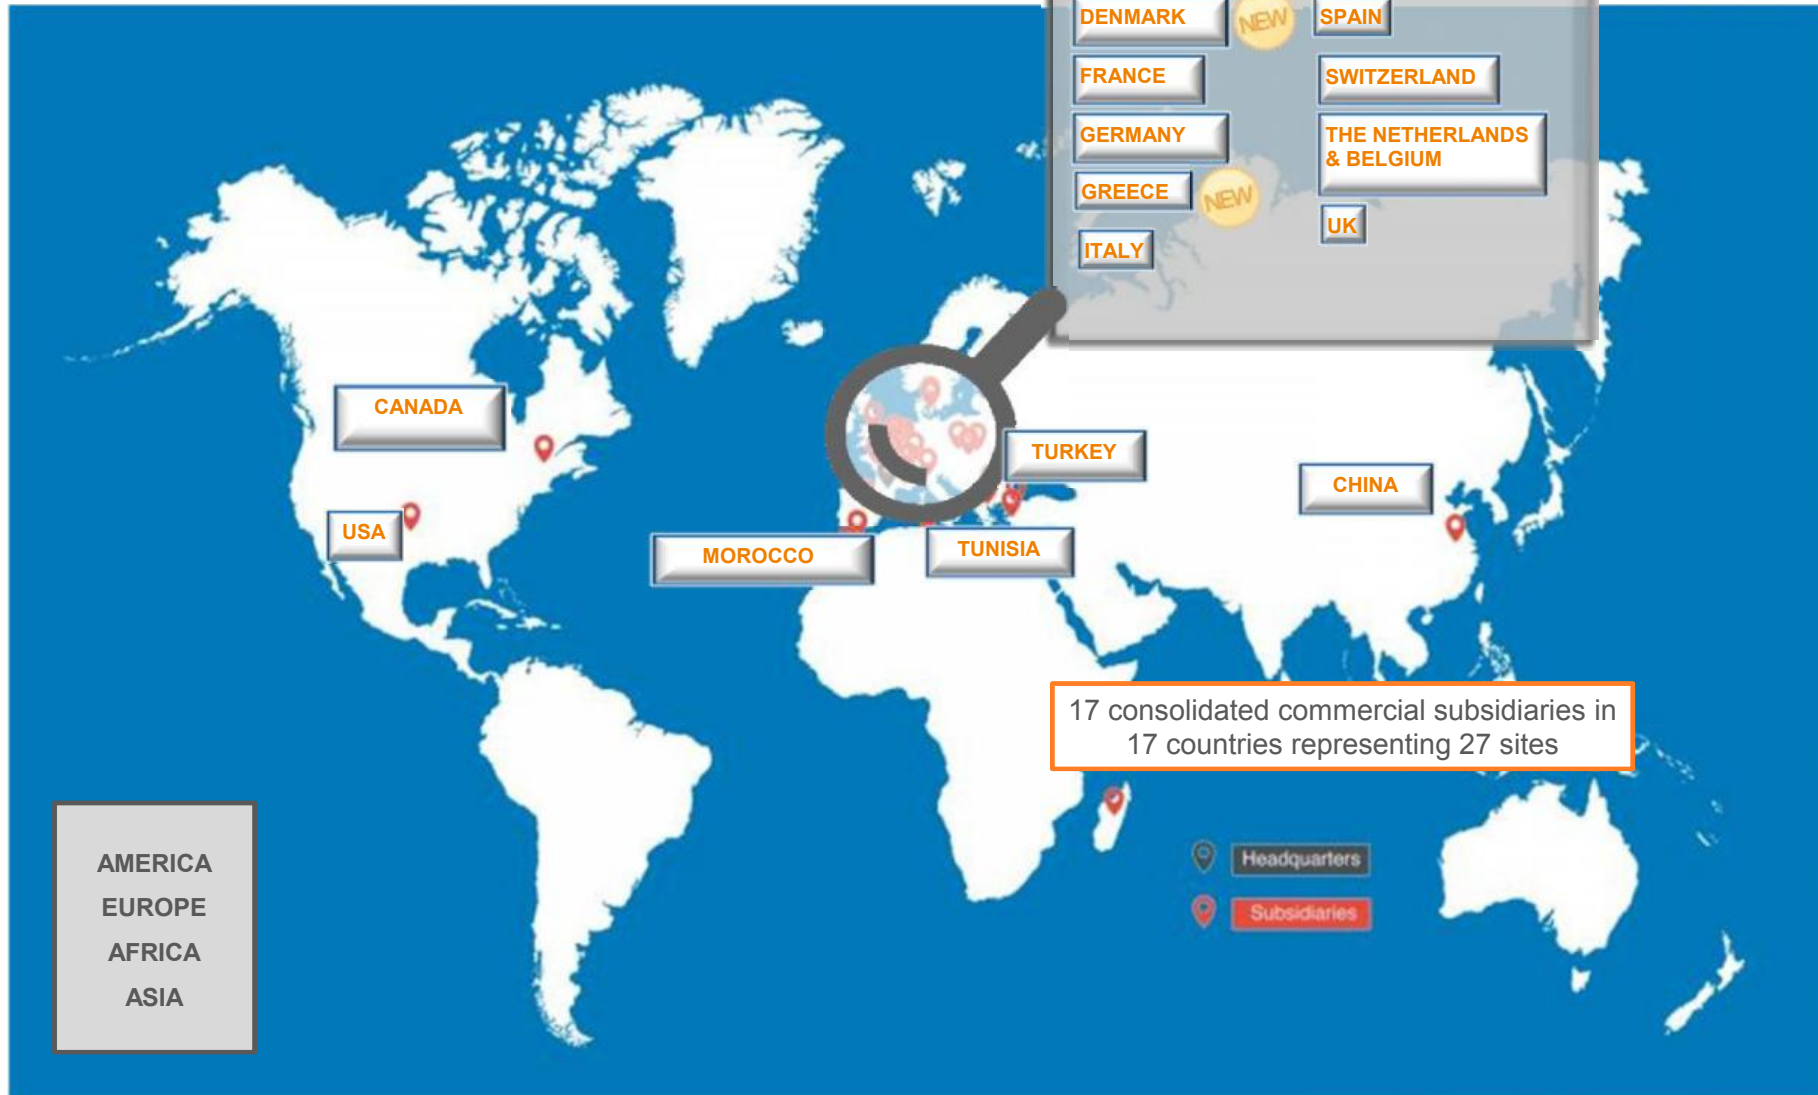 DENMARK
NEW
SPAIN
FRANCE
SWITZERLAND
GERMANY
THE NETHERLANDS
& BELGIUM
GREECE
NEW
UK
ITALY
CANADA
TURKEY
CHINA
USA
MOROCCO
TUNISIA
17 consolidated commercial subsidiaries in
17 countries representing 27 sites
Headquarters
Subsidiaries
AMERICA
EUROPE
AFRICA
ASIA